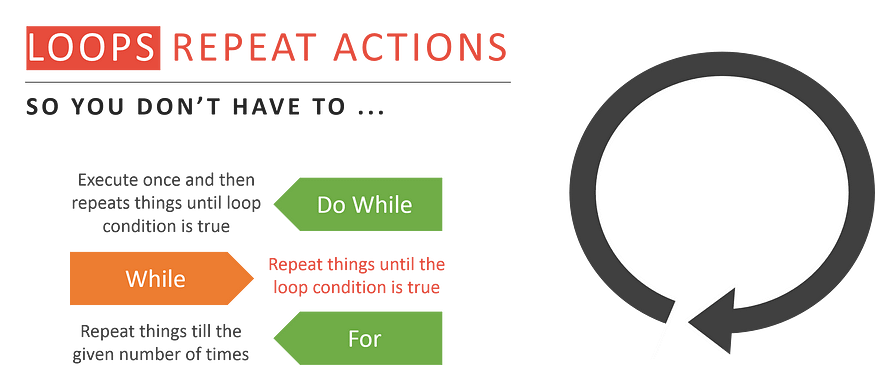 LOOPS REPEAT ACTIONS
SO YOU DON'T HAVE TO ...
Execute once and then
repeats things until loop
condition is true
Do While
While
Repeat things until the
loop condition is true
Repeat things till the
given number of times
For